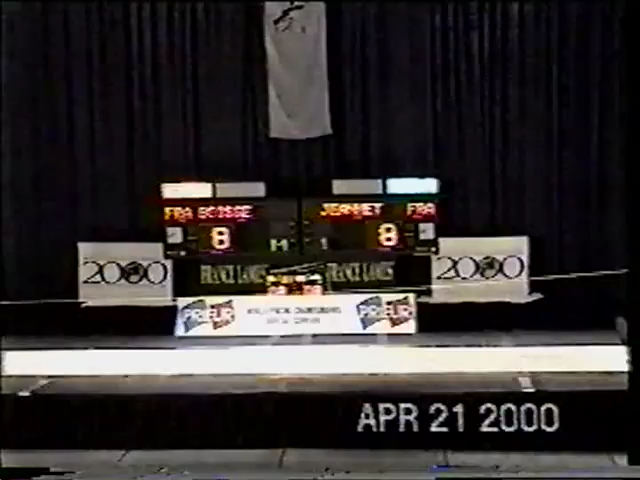 FRA BOISSE
JEANNET FRA
8
M
1
8
2000
FRANCE LAMES
FRANCE LAMES
2000
PRIEUR
PRIEUR
APR 21 2000